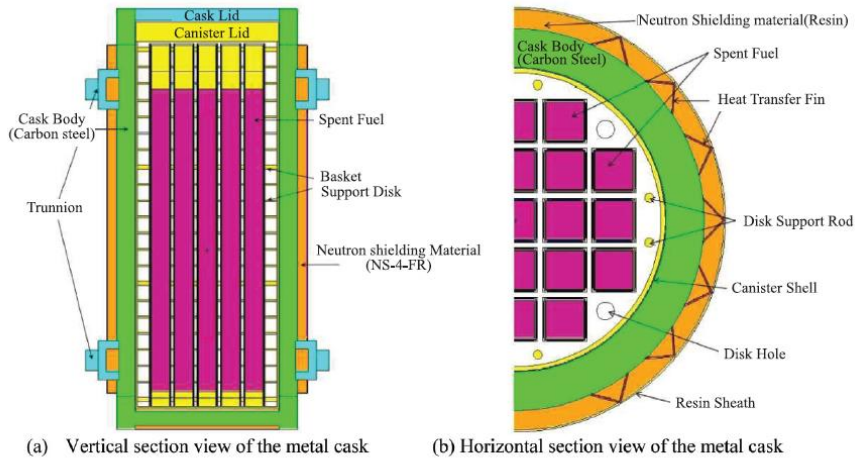 Cask Lid
Canister Lid
Cask Body
(Carbon steel)
Trunnion
Spent Fuel
Basket
Support Disk
Neutron shielding Material
(NS-4-FR)
(a) Vertical section view of the metal cask
Neutron Shielding material(Resin)
Cask Body
(Carbon Steel)
Spent Fuel
Heat Transfer Fin
Disk Support Rod
Canister Shell
Disk Hole
Resin Sheath
(b) Horizontal section view of the metal cask